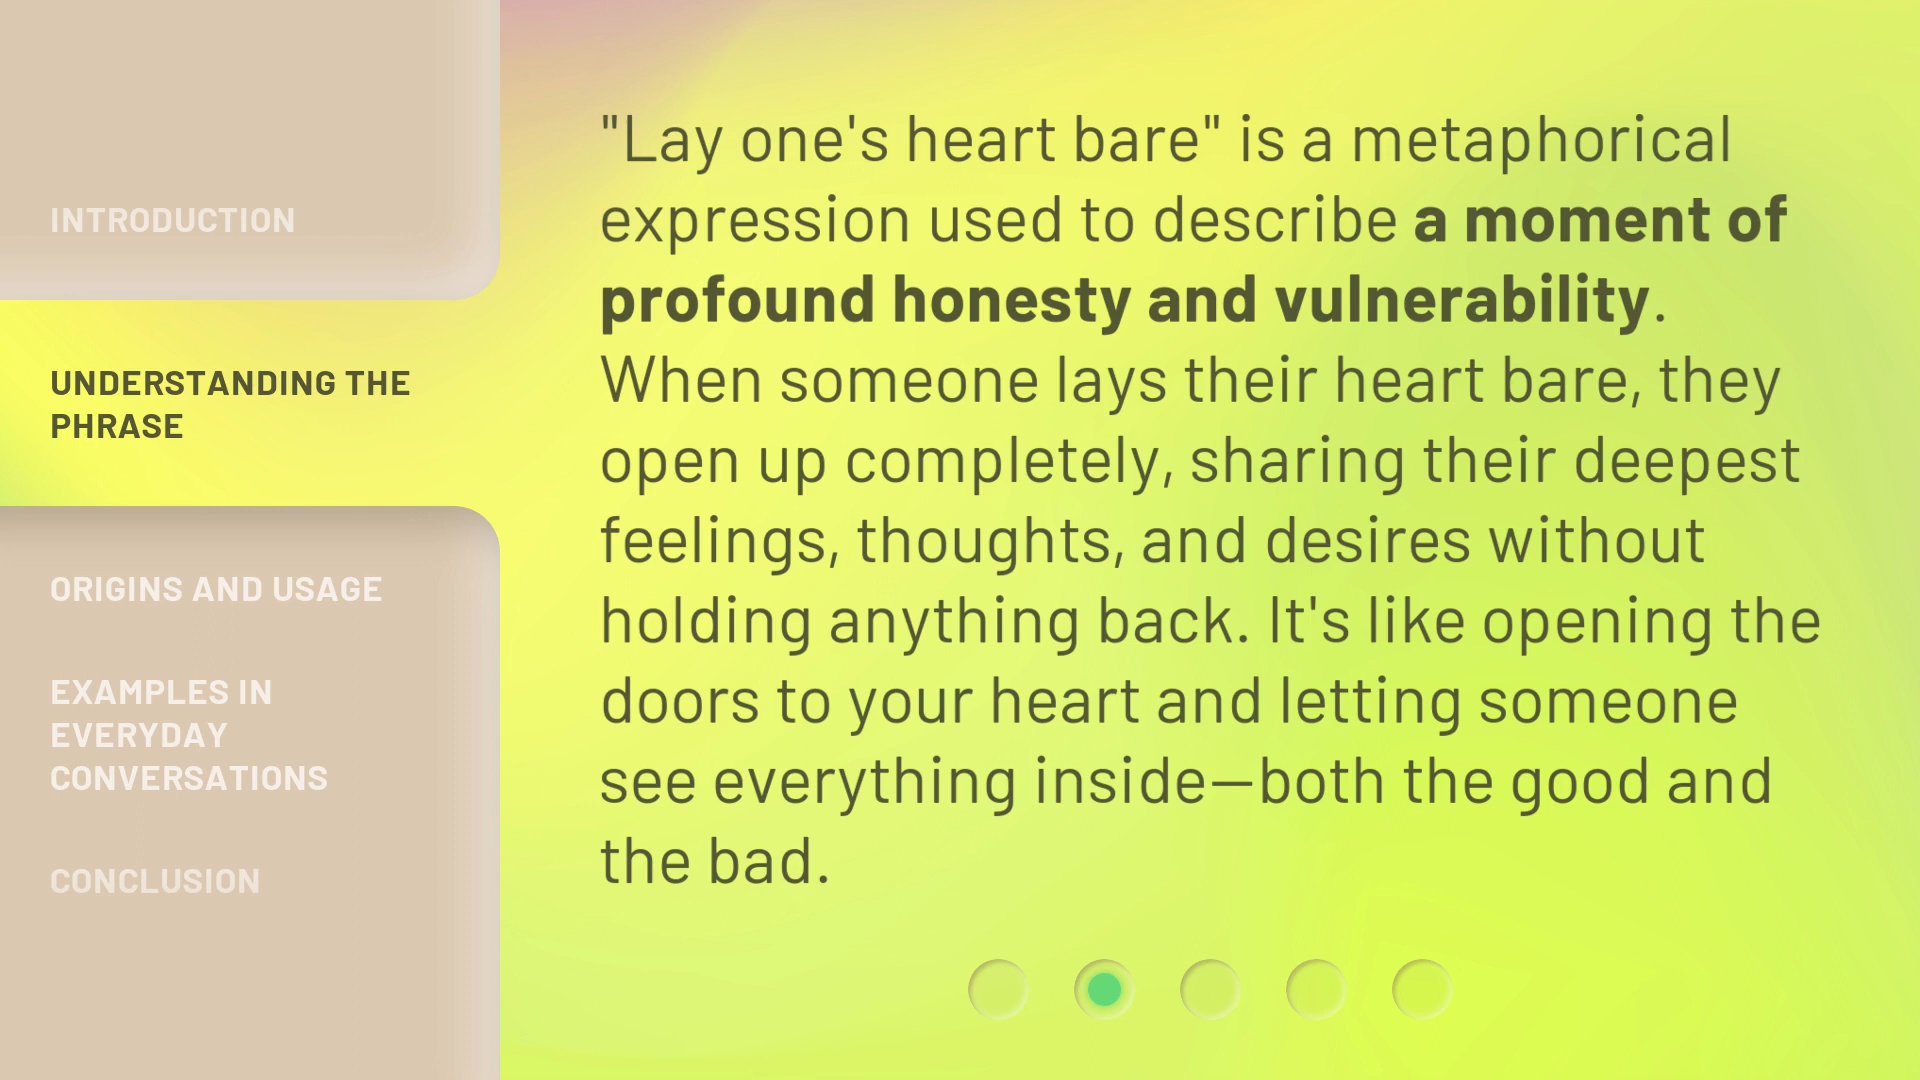 INTRODUCTION
UNDERSTANDING THE
PHRASE
ORIGINS AND USAGE
EXAMPLES IN
EVERYDAY
CONVERSATIONS
CONCLUSION
"Lay one's heart bare" is a metaphorical
expression used to describe a moment of
profound honesty and vulnerability.
When someone lays their heart bare, they
open up completely, sharing their deepest
feelings, thoughts, and desires without
holding anything back. It's like opening the
doors to your heart and letting someone
see everything inside—both the good and
the bad.